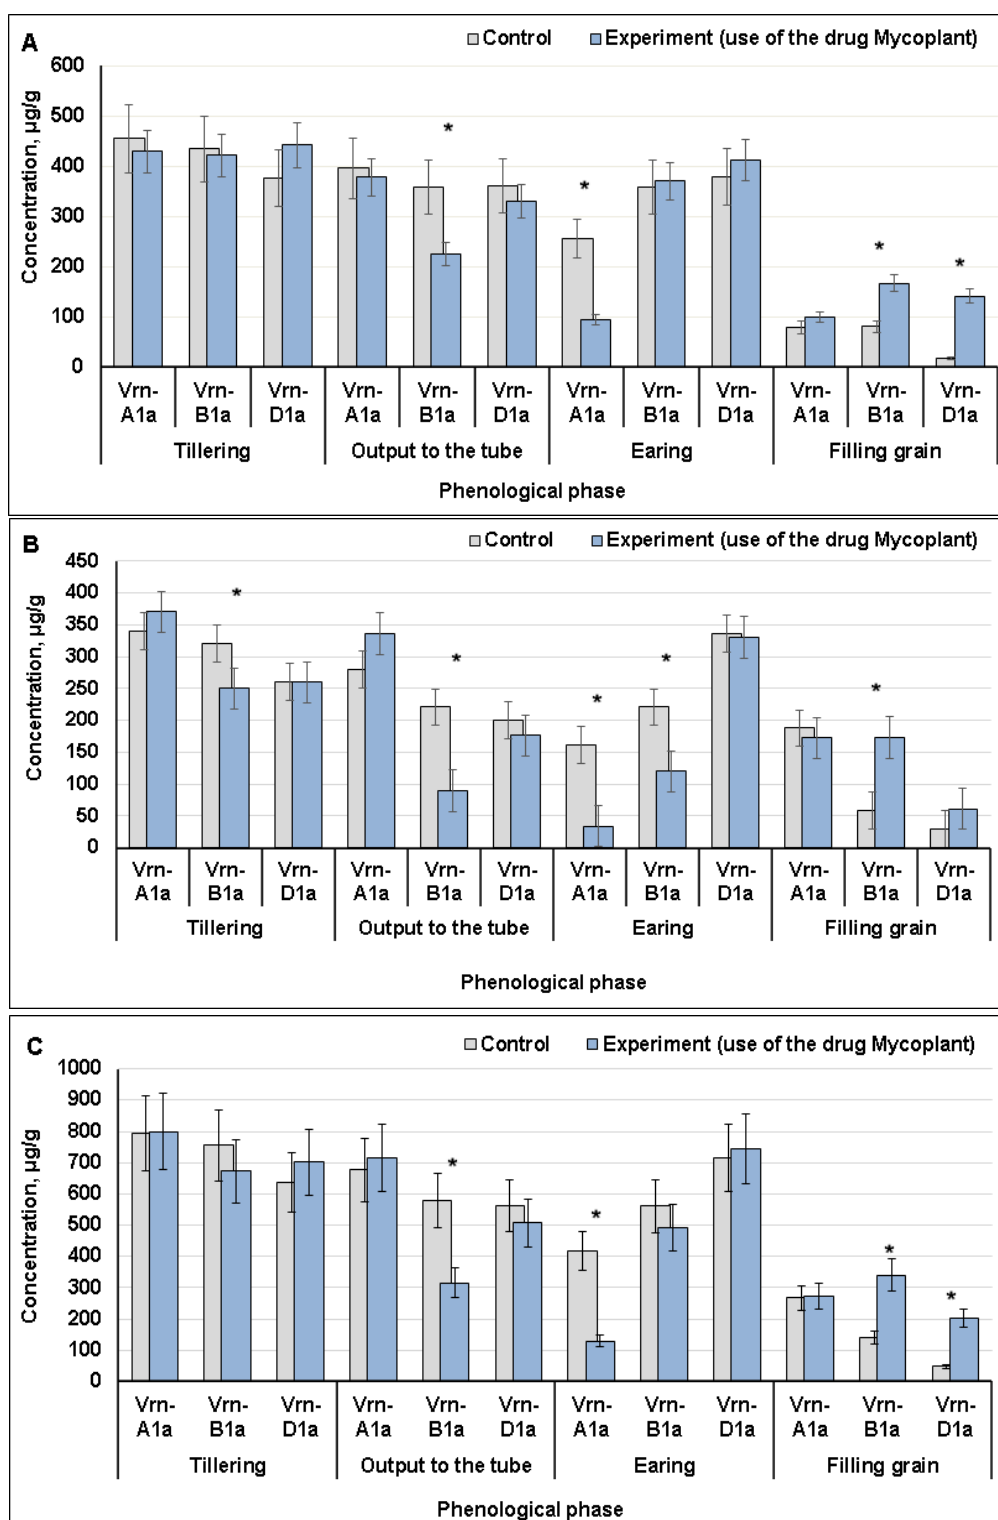 A
Control Experiment (use of the drug Mycoplant)
Concentration, µg/g
600
500
400
300
200
100
0
* * * *
Vrn- Vrn- Vrn- Vrn- Vrn- Vrn- Vrn- Vrn- Vrn- Vrn- Vrn- Vrn-
A1a B1a D1a A1a B1a D1a A1a B1a D1a A1a B1a D1a
Tillering Output to the tube Earing Filling grain
Phenological phase
B
Control Experiment (use of the drug Mycoplant)
Concentration, µg/g
450
400
350
300
250
200
150
100
50
0
* * * * *
Vrn- Vrn- Vrn- Vrn- Vrn- Vrn- Vrn- Vrn- Vrn- Vrn- Vrn- Vrn-
A1a B1a D1a A1a B1a D1a A1a B1a D1a A1a B1a D1a
Tillering Output to the tube Earing Filling grain
Phenological phase
C
Control Experiment (use of the drug Mycoplant)
Concentration, µg/g
1000
900
800
700
600
500
400
300
200
100
0
* * * *
Vrn- Vrn- Vrn- Vrn- Vrn- Vrn- Vrn- Vrn- Vrn- Vrn- Vrn- Vrn-
A1a B1a D1a A1a B1a D1a A1a B1a D1a A1a B1a D1a
Tillering Output to the tube Earing Filling grain
Phenological phase